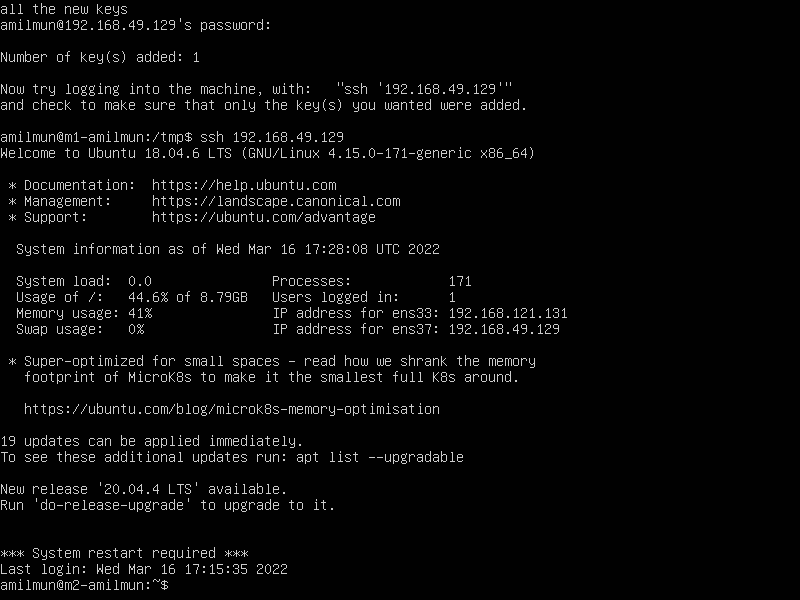 all the new keys
amilmun@192.168.49.129's password:
Number of key(s) added: 1
Now try logging into the machine, with:   "ssh '192.168.49.129'"
and check to make sure that only the key(s) you wanted were added.
amilmun@m1-amilmun:/tmp$ ssh 192.168.49.129
Welcome to Ubuntu 18.04.6 LTS (GNU/Linux 4.15.0-171-generic x86_64)
 * Documentation:  https://help.ubuntu.com
 * Management:     https://landscape.canonical.com
 * Support:        https://ubuntu.com/advantage
  System information as of Wed Mar 16 17:28:08 UTC 2022
  System load:  0.0               Processes:            171
  Usage of /:   44.6% of 8.79GB   Users logged in:      1
  Memory usage: 41%               IP address for ens33: 192.168.121.131
  Swap usage:   0%                IP address for ens37: 192.168.49.129
 * Super-optimized for small spaces - read how we shrank the memory
   footprint of MicroK8s to make it the smallest full K8s around.
   https://ubuntu.com/blog/microk8s-memory-optimisation
19 updates can be applied immediately.
To see these additional updates run: apt list --upgradable
New release '20.04.4 LTS' available.
Run 'do-release-upgrade' to upgrade to it.
*** System restart required ***
Last login: Wed Mar 16 17:15:35 2022
amilmun@m2-amilmun:~$